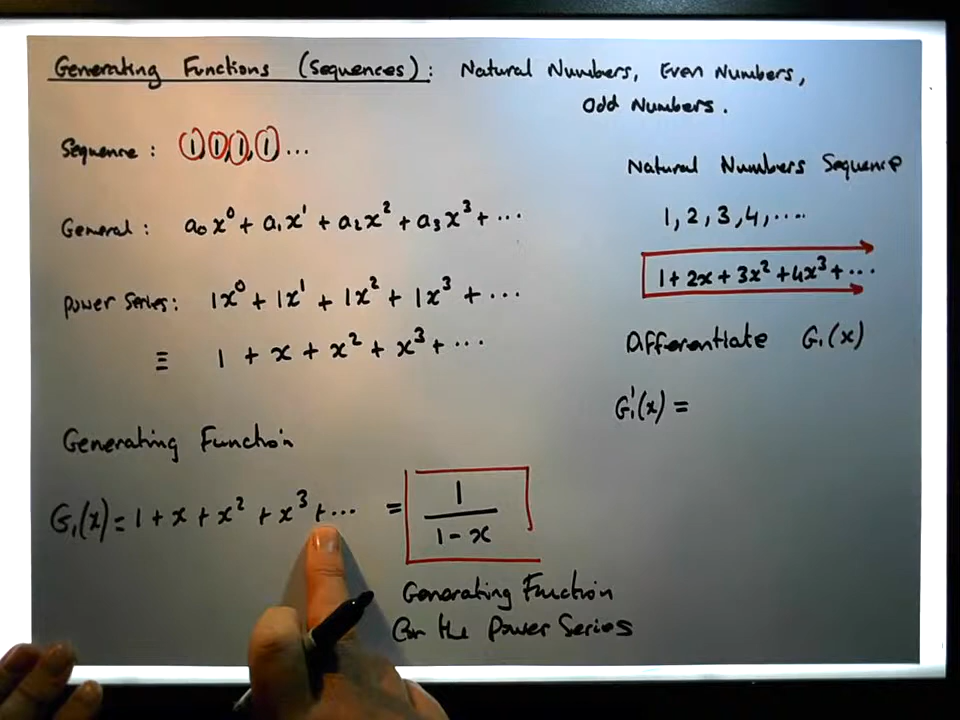 Generating Functions (Sequences) : Natural Numbers, Even Numbers,
Odd Numbers.
Sequence : 1, 1, 1, 1, ...
General : a₀x⁰ + a₁x¹ + a₂x² + a₃x³ + ...
Power Series: 1x⁰ + 1x¹ + 1x² + 1x³ + ...
≡ 1 + x + x² + x³ + ...
Generating Function
G₁(x) = 1 + x + x² + x³ + ... = 1/(1 - x)
Generating Function
For the Power Series
Natural Numbers Sequence
1, 2, 3, 4, ....
1 + 2x + 3x² + 4x³ + ...
Differentiate G₁(x)
G₁'(x) =